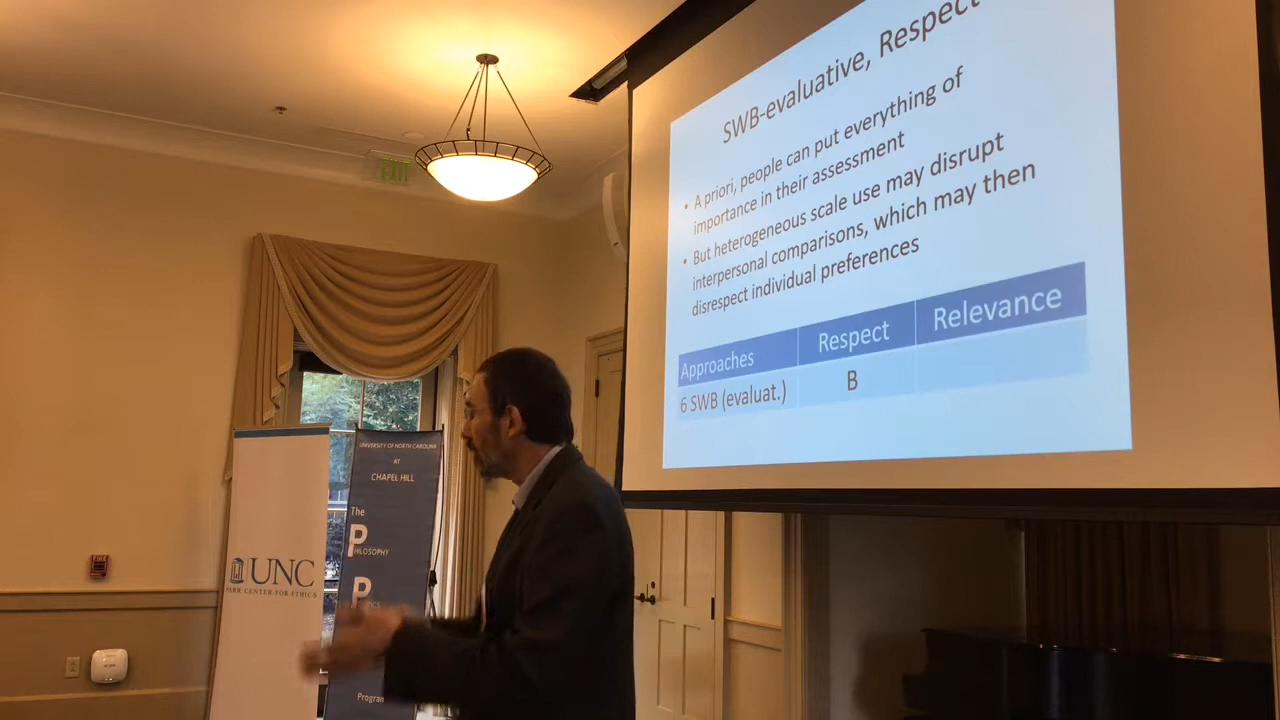 SWB-evaluative, Respect
• A priori, people can put everything of
importance in their assessment
• But heterogeneous scale use may disrupt
interpersonal comparisons, which may then
disrespect individual preferences
Approaches Respect Relevance
6 SWB (evaluat.) B
EXIT
UNC
PARR CENTER FOR ETHICS
UNIVERSITY OF NORTH CAROLINA
AT
CHAPEL HILL
The
PHILOSOPHY
P
Program
FIRE